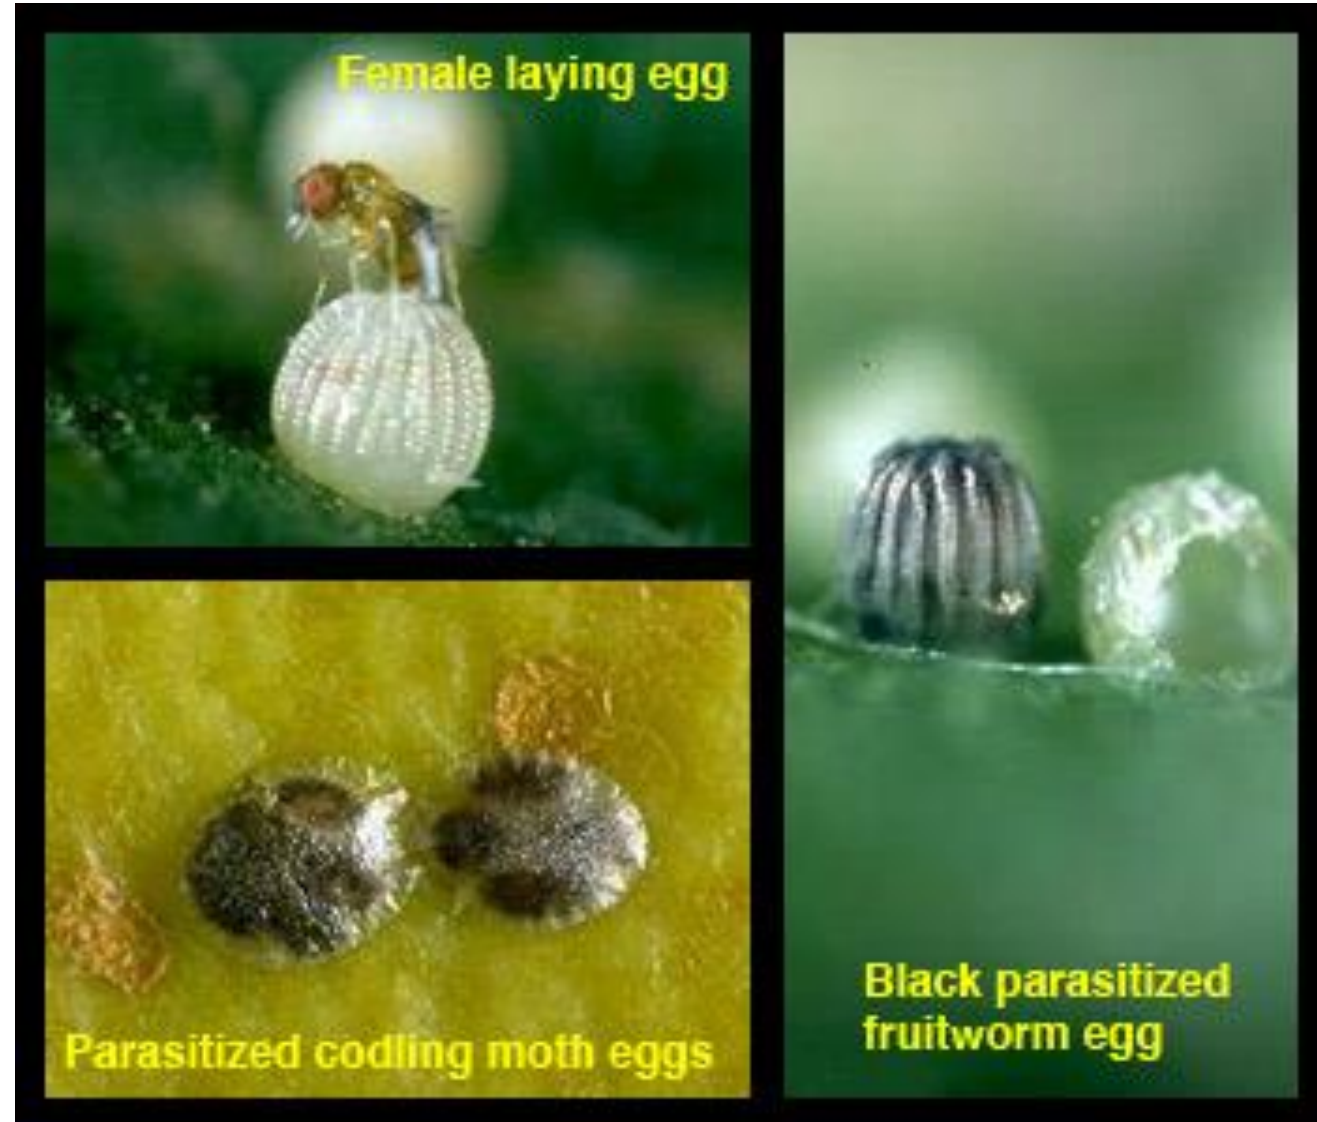 Female laying egg
Parasitized codling moth eggs
Black parasitized
fruitworm egg